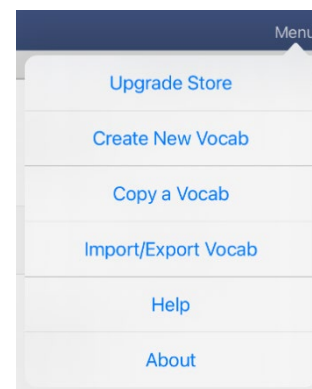 Menu
Upgrade Store
Create New Vocab
Copy a Vocab
Import/Export Vocab
Help
About